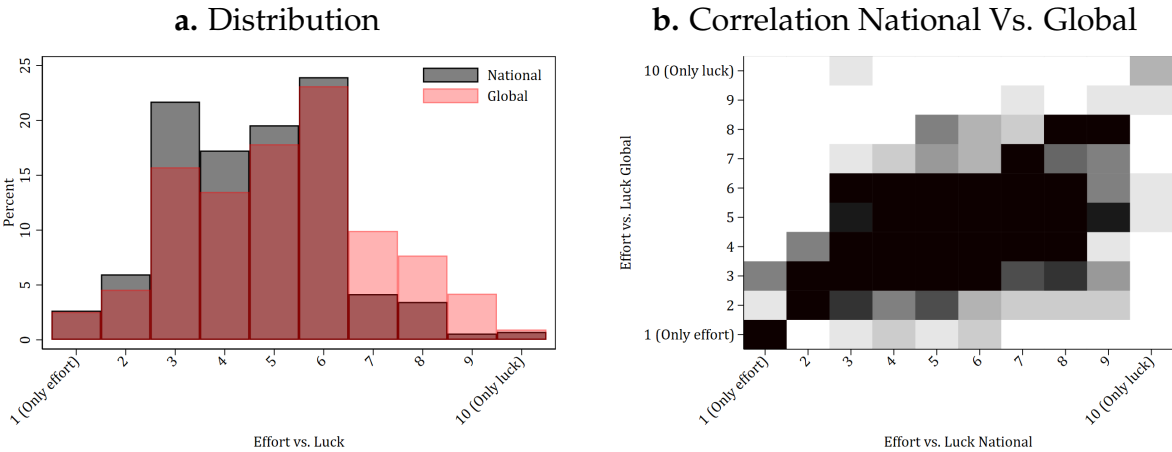 a. Distribution
25
20
15
10
5
0
Percent
National
Global
1 (Only effort)
2
3
4
5
6
7
8
9
10 (Only luck)
Effort vs. Luck
b. Correlation National Vs. Global
10 (Only luck)
9
8
7
6
5
4
3
2
1 (Only effort)
Effort vs. Luck Global
1 (Only effort)
2
3
4
5
6
7
8
9
10 (Only luck)
Effort vs. Luck National